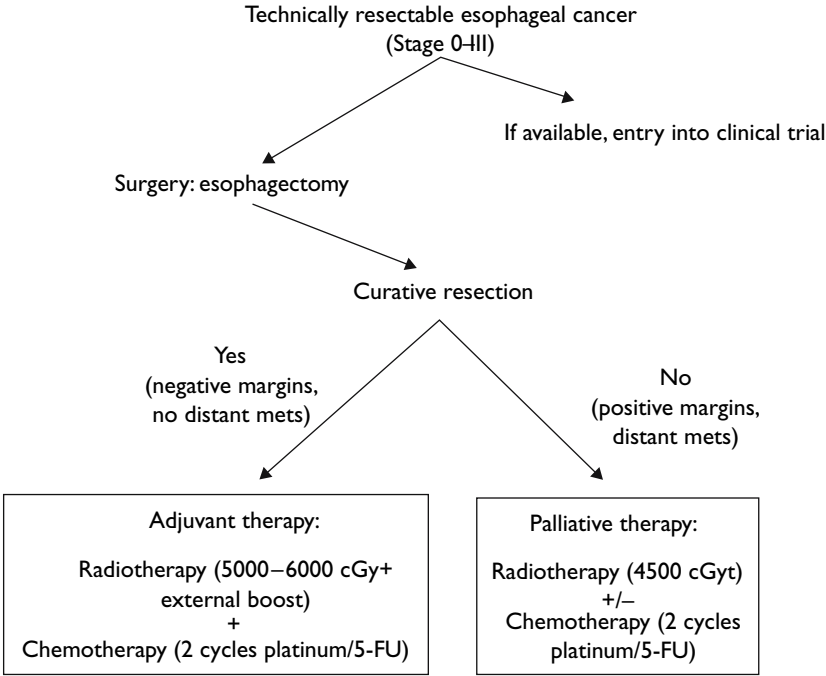 Technically resectable esophageal cancer
(Stage 0–III)
If available, entry into clinical trial
Surgery: esophagectomy
Curative resection
Yes
(negative margins,
no distant mets)
No
(positive margins,
distant mets)
Adjuvant therapy:
Radiotherapy (5000–6000 cGy+
external boost)
+
Chemotherapy (2 cycles platinum/5-FU)
Palliative therapy:
Radiotherapy (4500 cGyt)
+/–
Chemotherapy (2 cycles
platinum/5-FU)